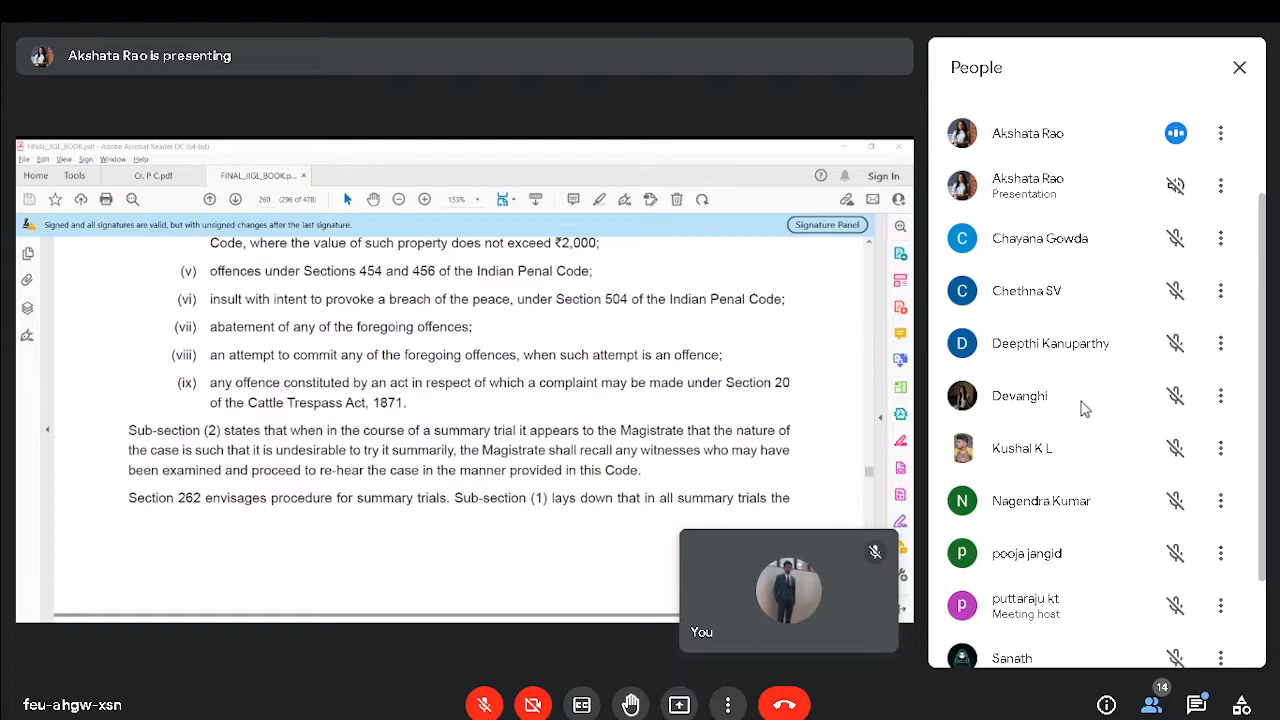 Akshata Rao is presenting
FINAL_JIGL_BOOK.pdf - Adobe Acrobat Reader DC (64-bit)
File Edit View Sign Window Help
Home Tools Cr. P C.pdf FINAL_JIGL_BOOK.p... × Sign In
260 (296 of 478) 153%
Signed and all signatures are valid, but with unsigned changes after the last signature. Signature Panel
Code, where the value of such property does not exceed ₹2,000;
(v) offences under Sections 454 and 456 of the Indian Penal Code;
(vi) insult with intent to provoke a breach of the peace, under Section 504 of the Indian Penal Code;
(vii) abatement of any of the foregoing offences;
(viii) an attempt to commit any of the foregoing offences, when such attempt is an offence;
(ix) any offence constituted by an act in respect of which a complaint may be made under Section 20
of the Cattle Trespass Act, 1871.
Sub-section (2) states that when in the course of a summary trial it appears to the Magistrate that the nature of
the case is such that it is undesirable to try it summarily, the Magistrate shall recall any witnesses who may have
been examined and proceed to re-hear the case in the manner provided in this Code.
Section 262 envisages procedure for summary trials. Sub-section (1) lays down that in all summary trials the
You
People
Akshata Rao
Akshata Rao
Presentation
C Chayana Gowda
C Chethna SV
D Deepthi Kanuparthy
Devanghi
Kushal K L
N Nagendra Kumar
p pooja jangid
p puttaraju kt
Meeting host
Sanath
fsu-ahgw-xsn
14